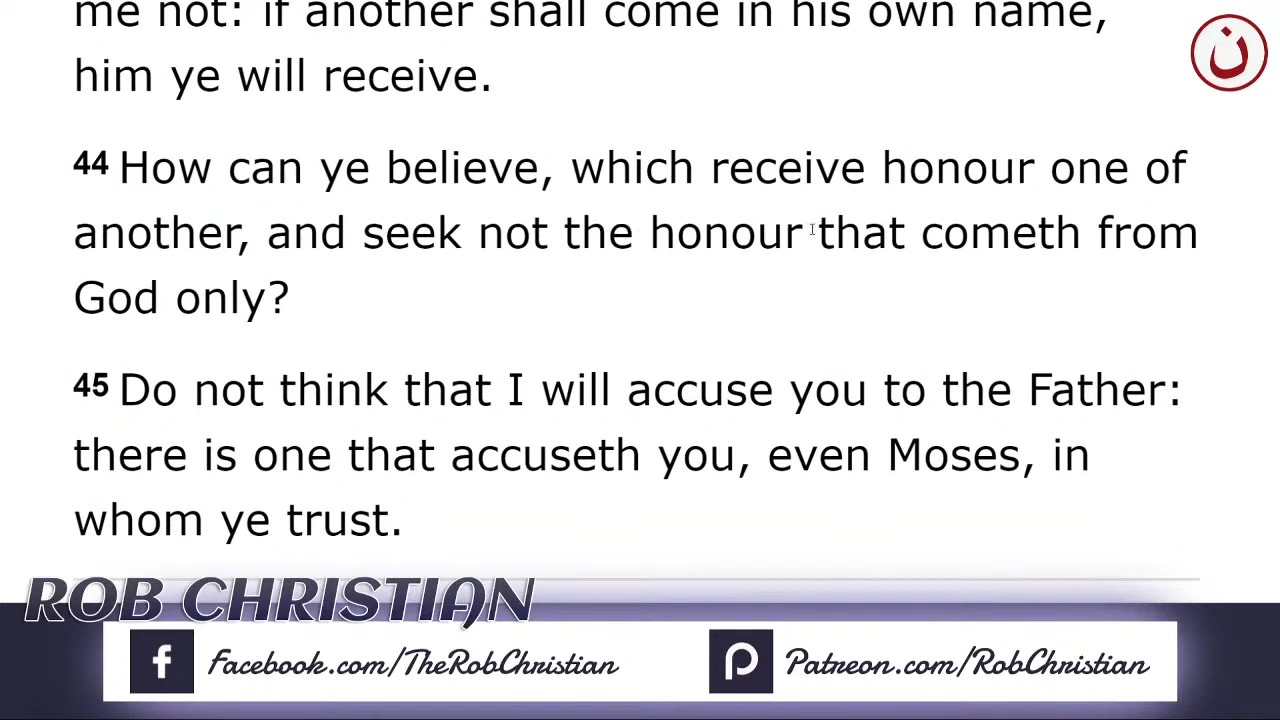 me not: if another shall come in his own name,
him ye will receive.
ن
44 How can ye believe, which receive honour one of
another, and seek not the honour that cometh from
God only?
45 Do not think that I will accuse you to the Father:
there is one that accuseth you, even Moses, in
whom ye trust.
ROB CHRISTIAN
Facebook.com/TheRobChristian
Patreon.com/RobChristian